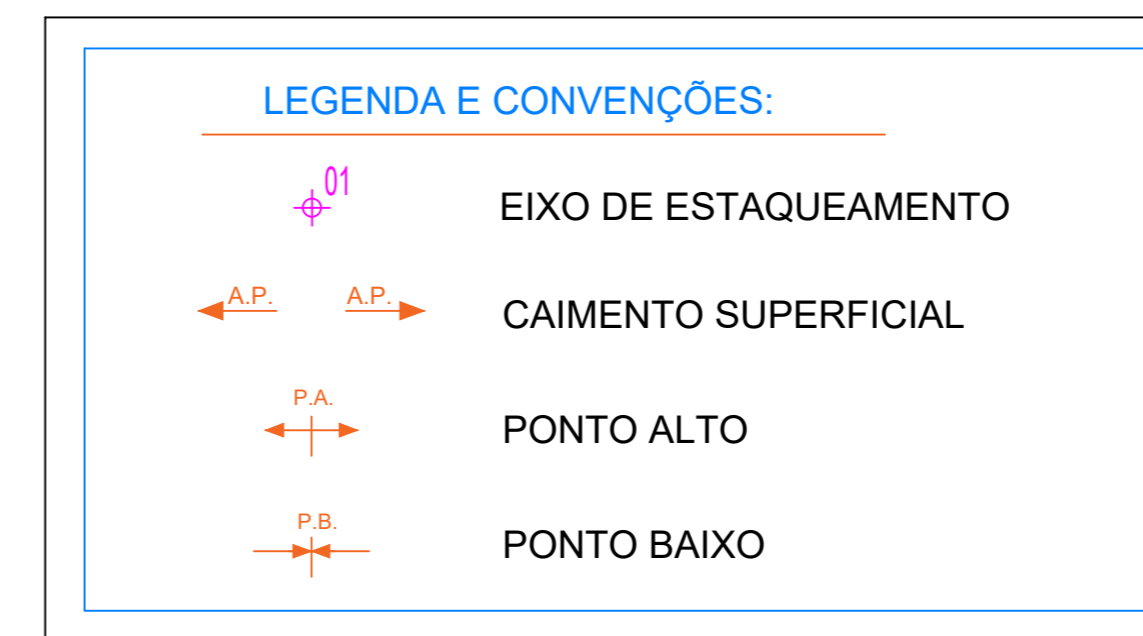 LEGENDA E CONVENÇÕES:
01
EIXO DE ESTAQUEAMENTO
A.P. A.P.
CAIMENTO SUPERFICIAL
P.A.
PONTO ALTO
P.B.
PONTO BAIXO